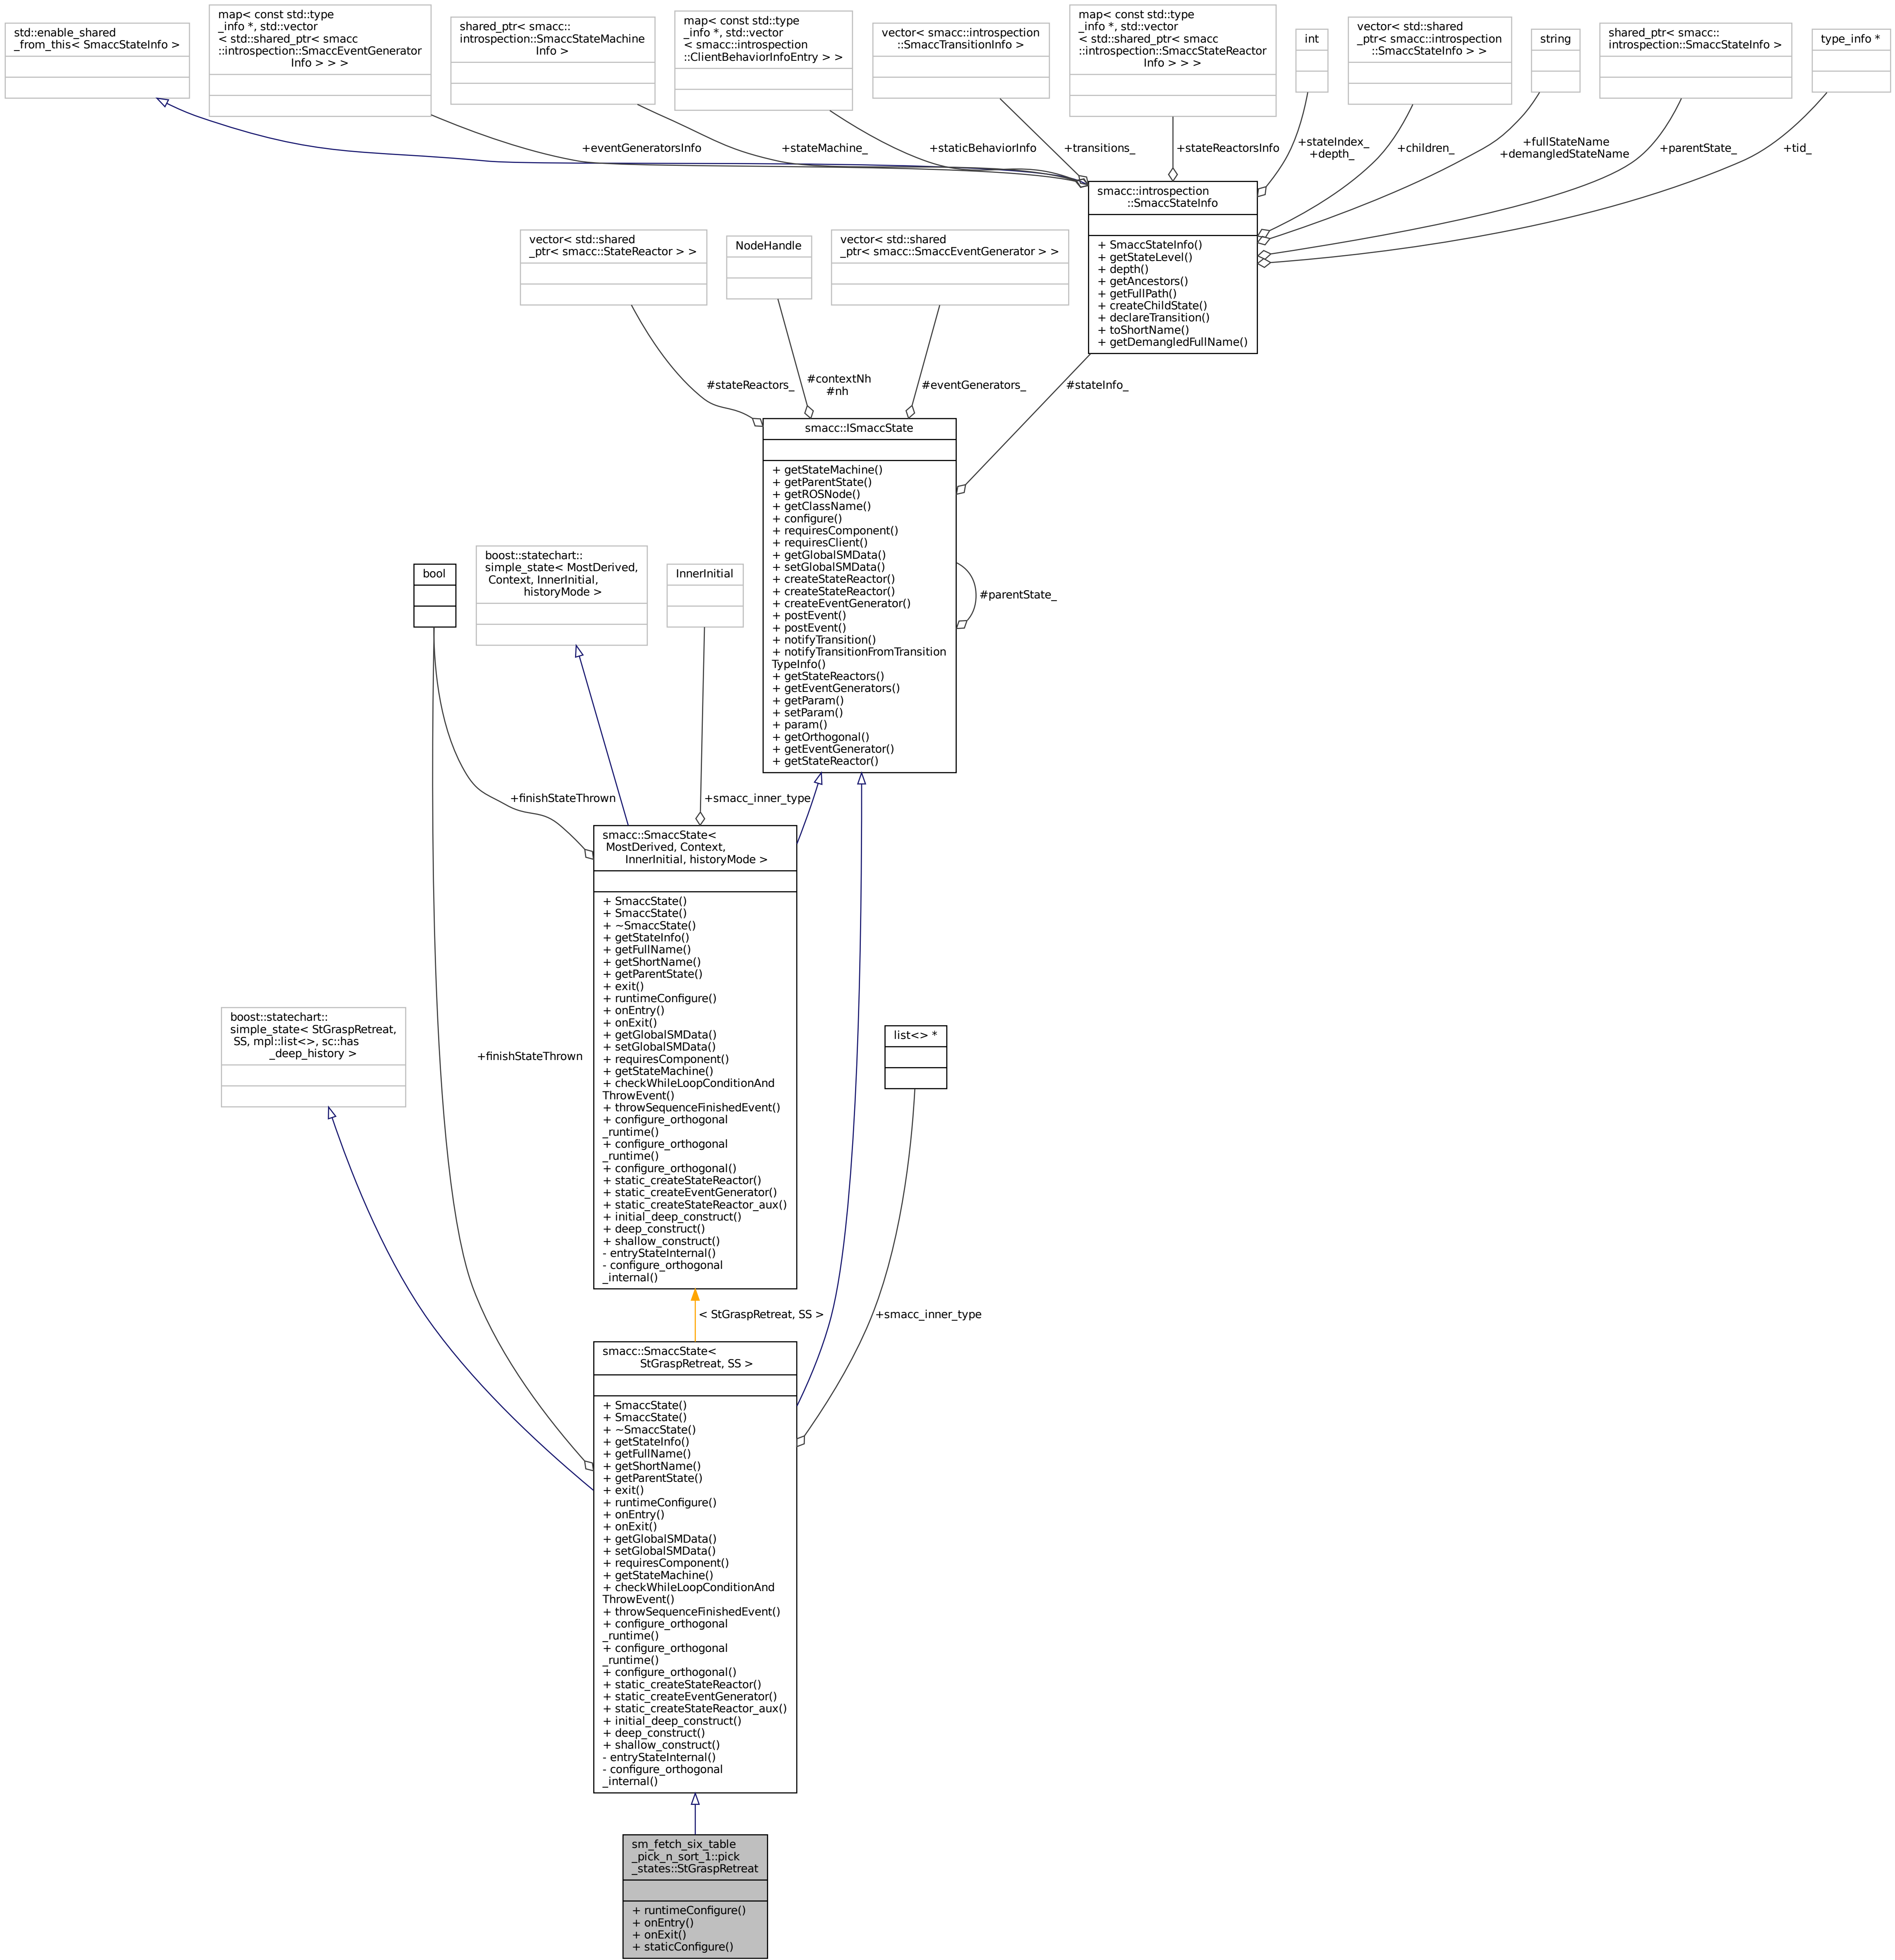 std::enable_shared
_from_this< SmaccStateInfo >
map< const std::type
_info *, std::vector
< std::shared_ptr< smacc
::introspection::SmaccEventGenerator
Info > > >
shared_ptr< smacc::
introspection::SmaccStateMachine
Info >
map< const std::type
_info *, std::vector
< smacc::introspection
::ClientBehaviorInfoEntry > >
vector< smacc::introspection
::SmaccTransitionInfo >
map< const std::type
_info *, std::vector
< std::shared_ptr< smacc
::introspection::SmaccStateReactor
Info > > >
int
vector< std::shared
_ptr< smacc::introspection
::SmaccStateInfo > >
string
shared_ptr< smacc::
introspection::SmaccStateInfo >
type_info *
+eventGeneratorsInfo
+stateMachine_
+staticBehaviorInfo
+transitions_
+stateReactorsInfo
+stateIndex_
+depth_
+children_
+fullStateName
+demangledStateName
+parentState_
+tid_
smacc::introspection
::SmaccStateInfo
+ SmaccStateInfo()
+ getStateLevel()
+ depth()
+ getAncestors()
+ getFullPath()
+ createChildState()
+ declareTransition()
+ toShortName()
+ getDemangledFullName()
vector< std::shared
_ptr< smacc::StateReactor > >
NodeHandle
vector< std::shared
_ptr< smacc::SmaccEventGenerator > >
#stateReactors_
#contextNh
#nh
#eventGenerators_
#stateInfo_
smacc::ISmaccState
+ getStateMachine()
+ getParentState()
+ getROSNode()
+ getClassName()
+ configure()
+ requiresComponent()
+ requiresClient()
+ getGlobalSMData()
+ setGlobalSMData()
+ createStateReactor()
+ createStateReactor()
+ createEventGenerator()
+ postEvent()
+ postEvent()
+ notifyTransition()
+ notifyTransitionFromTransition
TypeInfo()
+ getStateReactors()
+ getEventGenerators()
+ getParam()
+ setParam()
+ param()
+ getOrthogonal()
+ getEventGenerator()
+ getStateReactor()
#parentState_
bool
boost::statechart::
simple_state< MostDerived,
Context, InnerInitial,
historyMode >
InnerInitial
+finishStateThrown
+smacc_inner_type
smacc::SmaccState<
MostDerived, Context,
InnerInitial, historyMode >
+ SmaccState()
+ SmaccState()
+ ~SmaccState()
+ getStateInfo()
+ getFullName()
+ getShortName()
+ getParentState()
+ exit()
+ runtimeConfigure()
+ onEntry()
+ onExit()
+ getGlobalSMData()
+ setGlobalSMData()
+ requiresComponent()
+ getStateMachine()
+ checkWhileLoopConditionAnd
ThrowEvent()
+ throwSequenceFinishedEvent()
+ configure_orthogonal
_runtime()
+ configure_orthogonal
_runtime()
+ configure_orthogonal()
+ static_createStateReactor()
+ static_createEventGenerator()
+ static_createStateReactor_aux()
+ initial_deep_construct()
+ deep_construct()
+ shallow_construct()
- entryStateInternal()
- configure_orthogonal
_internal()
boost::statechart::
simple_state< StGraspRetreat,
SS, mpl::list<>, sc::has
_deep_history >
+finishStateThrown
list<> *
< StGraspRetreat, SS >
+smacc_inner_type
smacc::SmaccState<
StGraspRetreat, SS >
+ SmaccState()
+ SmaccState()
+ ~SmaccState()
+ getStateInfo()
+ getFullName()
+ getShortName()
+ getParentState()
+ exit()
+ runtimeConfigure()
+ onEntry()
+ onExit()
+ getGlobalSMData()
+ setGlobalSMData()
+ requiresComponent()
+ getStateMachine()
+ checkWhileLoopConditionAnd
ThrowEvent()
+ throwSequenceFinishedEvent()
+ configure_orthogonal
_runtime()
+ configure_orthogonal
_runtime()
+ configure_orthogonal()
+ static_createStateReactor()
+ static_createEventGenerator()
+ static_createStateReactor_aux()
+ initial_deep_construct()
+ deep_construct()
+ shallow_construct()
- entryStateInternal()
- configure_orthogonal
_internal()
sm_fetch_six_table
_pick_n_sort_1::pick
_states::StGraspRetreat
+ runtimeConfigure()
+ onEntry()
+ onExit()
+ staticConfigure()